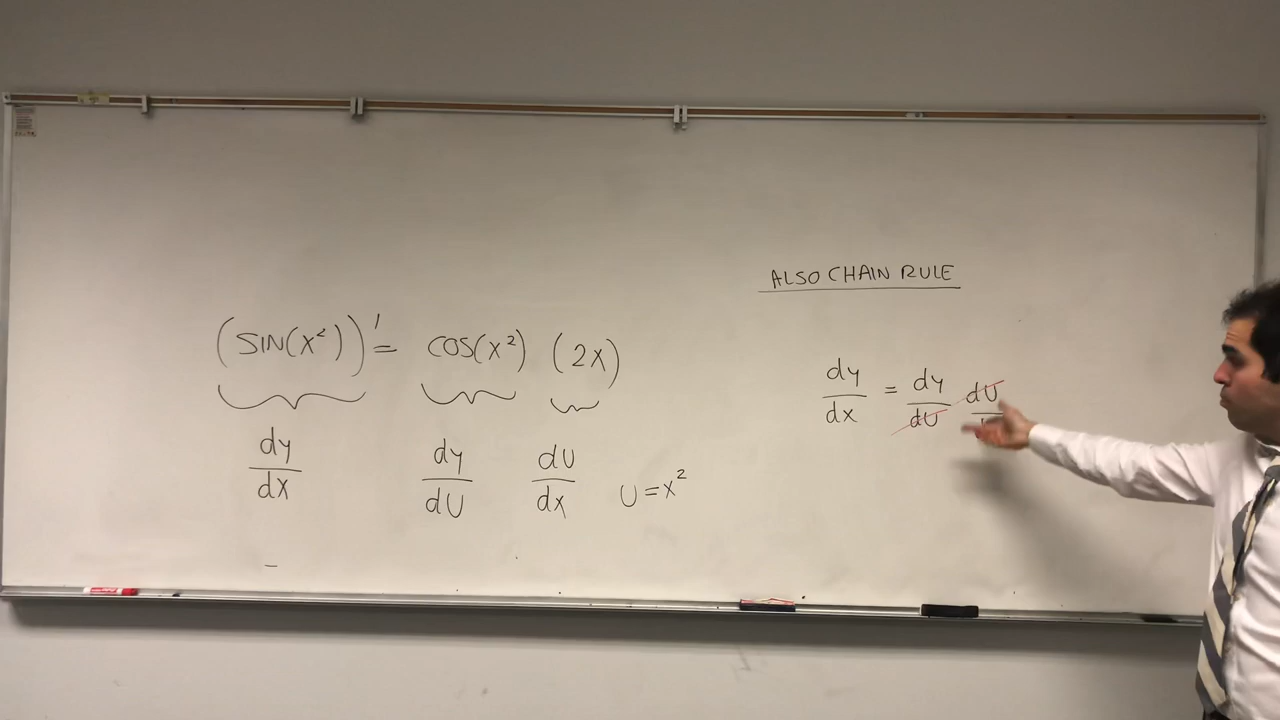 ALSO CHAIN RULE
(SIN(x²))' = COS(x²) (2x)
dy/dx = dy/dU dU
dy/dx dy/dU dU/dx U = x²